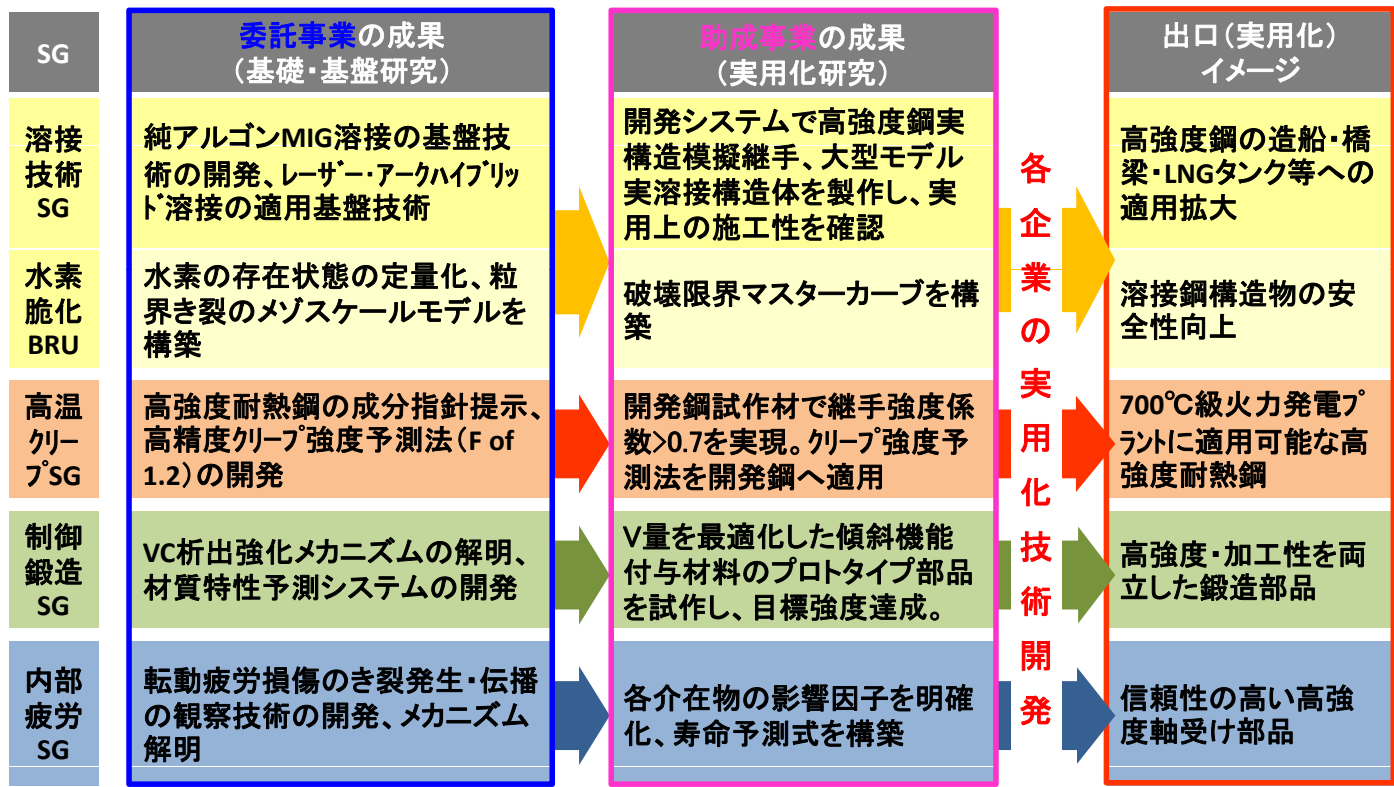 SG
委託事業の成果
（基礎・基盤研究）
助成事業の成果
（実用化研究）
出口（実用化）
イメージ
溶接
技術
SG
純アルゴンMIG溶接の基盤技
術の開発、ﾚｰｻﾞｰ・ｱｰｸﾊｲﾌﾞﾘｯ
ﾄﾞ溶接の適用基盤技術
開発システムで高強度鋼実
構造模擬継手、大型モデル
実溶接構造体を製作し、実
用上の施工性を確認
高強度鋼の造船・橋
梁・LNGタンク等への
適用拡大
水素
脆化
BRU
水素の存在状態の定量化、粒
界き裂のメゾスケールモデルを
構築
破壊限界マスターカーブを構
築
溶接鋼構造物の安
全性向上
高温
ｸﾘｰ
ﾌﾟSG
高強度耐熱鋼の成分指針提示、
高精度ｸﾘｰﾌﾟ強度予測法（F of
1.2）の開発
開発鋼試作材で継手強度係
数>0.7を実現。ｸﾘｰﾌﾟ強度予
測法を開発鋼へ適用
700℃級火力発電ﾌﾟ
ﾗﾝﾄに適用可能な高
強度耐熱鋼
制御
鍛造
SG
VC析出強化メカニズムの解明、
材質特性予測システムの開発
V量を最適化した傾斜機能
付与材料のプロトタイプ部品
を試作し、目標強度達成。
高強度・加工性を両
立した鍛造部品
内部
疲労
SG
転動疲労損傷のき裂発生・伝播
の観察技術の開発、メカニズム
解明
各介在物の影響因子を明確
化、寿命予測式を構築
信頼性の高い高強
度軸受け部品
各企業の実用化技術開発